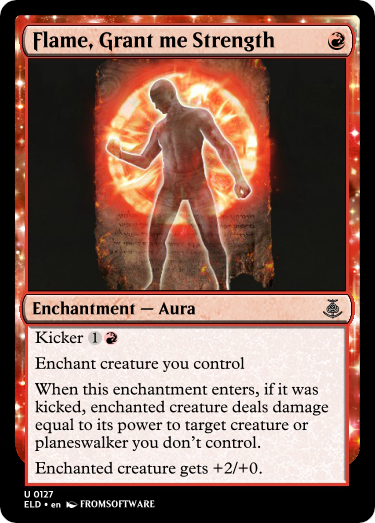 Flame, Grant me Strength
Enchantment — Aura
Kicker 1
Enchant creature you control
When this enchantment enters, if it was
kicked, enchanted creature deals damage
equal to its power to target creature or
planeswalker you don't control.
Enchanted creature gets +2/+0.
U 0127
ELD • en FROMSOFTWARE